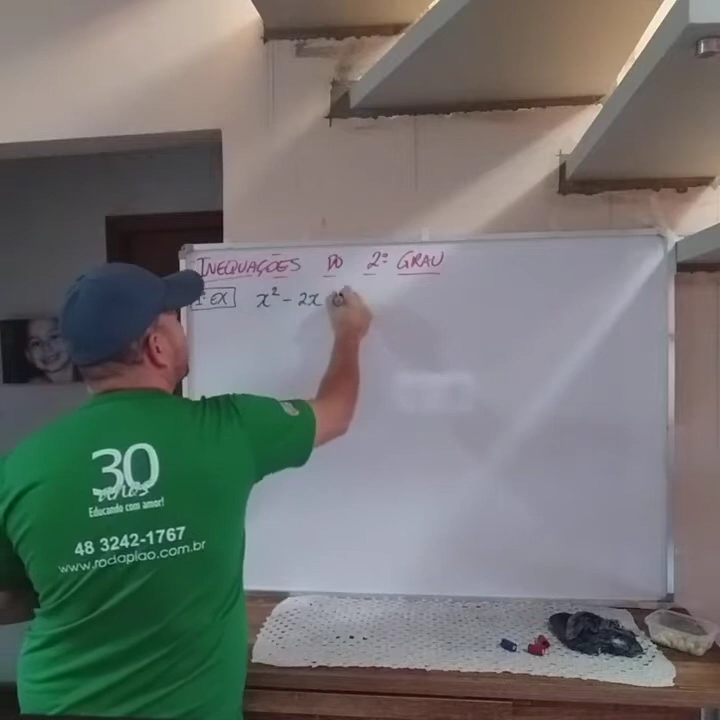 INEQUAÇÕES DO 2º GRAU
1º EX x² - 2x
30
anos
Educando com amor!
48 3242-1767
www.rodapiao.com.br